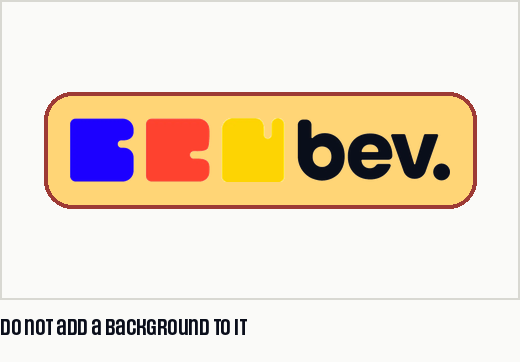 bev.
DO NOT ADD A BACKGROUND TO IT